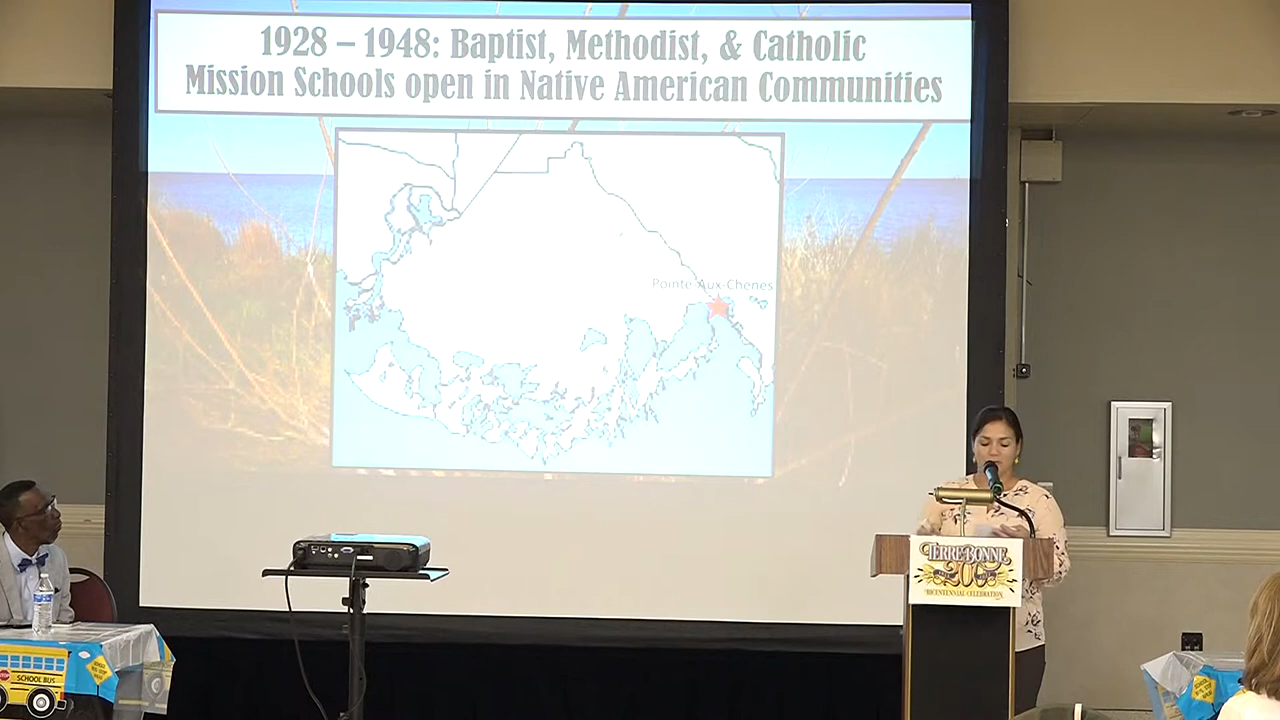 1928 – 1948: Baptist, Methodist, & Catholic
Mission Schools open in Native American Communities
Pointe-Aux-Chenes
TERREBONNE
200
BICENTENNIAL CELEBRATION
STOP
SCHOOL BUS